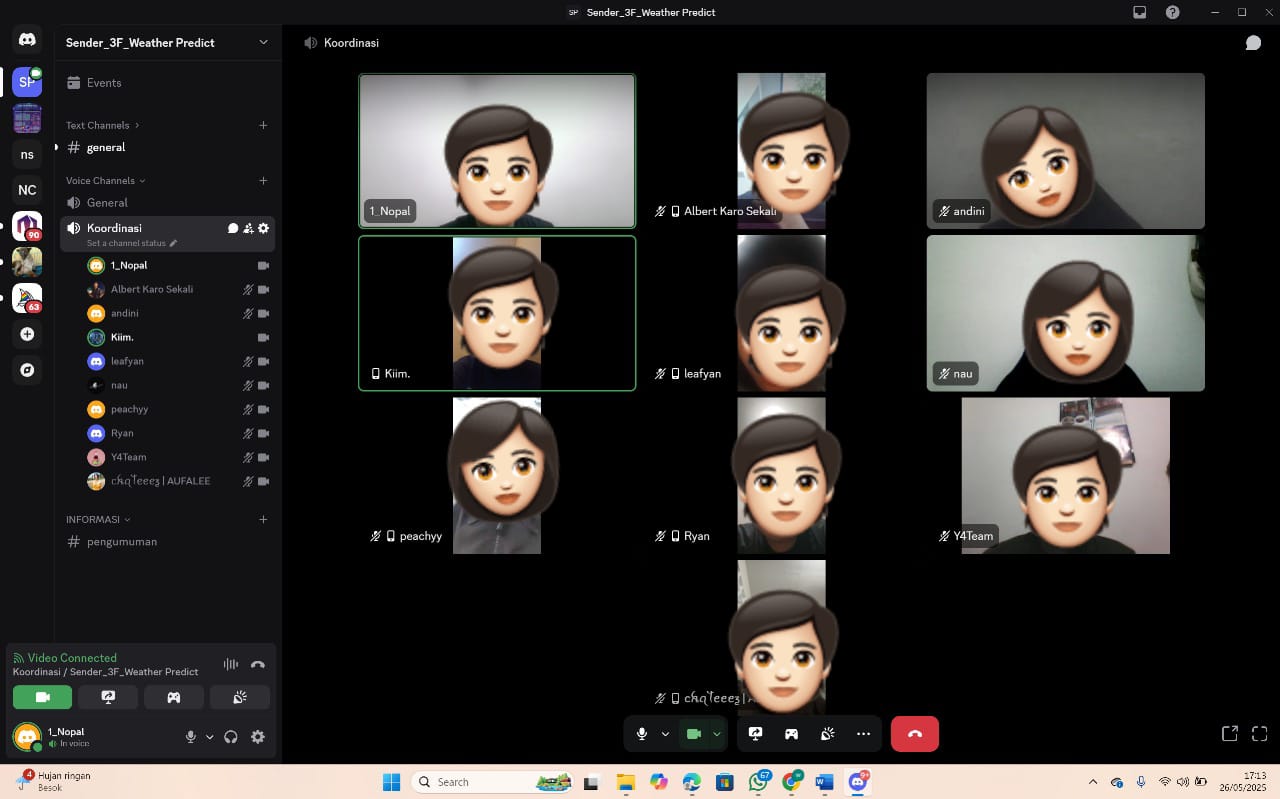 SP Sender_3F_Weather Predict
Sender_3F_Weather Predict
Koordinasi
SP
Events
Text Channels
general
ns
Voice Channels
NC
General
90
Koordinasi
Set a channel status
1_Nopal
Albert Karo Sekali
63
andini
Kiim.
leafyan
nau
peachyy
Ryan
Y4Team
| AUFALEE
INFORMASI
pengumuman
1_Nopal
Albert Karo Sekali
andini
Kiim.
leafyan
nau
peachyy
Ryan
Y4Team
Video Connected
Koordinasi / Sender_3F_Weather Predict
1_Nopal
In voice
4
Hujan ringan
Besok
Search
67
9+
17:13
26/05/2025